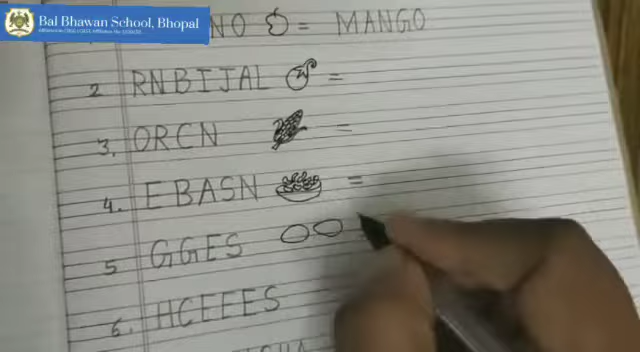 Bal Bhawan School, Bhopal
NO = MANGO
2 RNBIJAL =
3. ORCN =
4. EBASN =
5 GGES
6. HCEEES